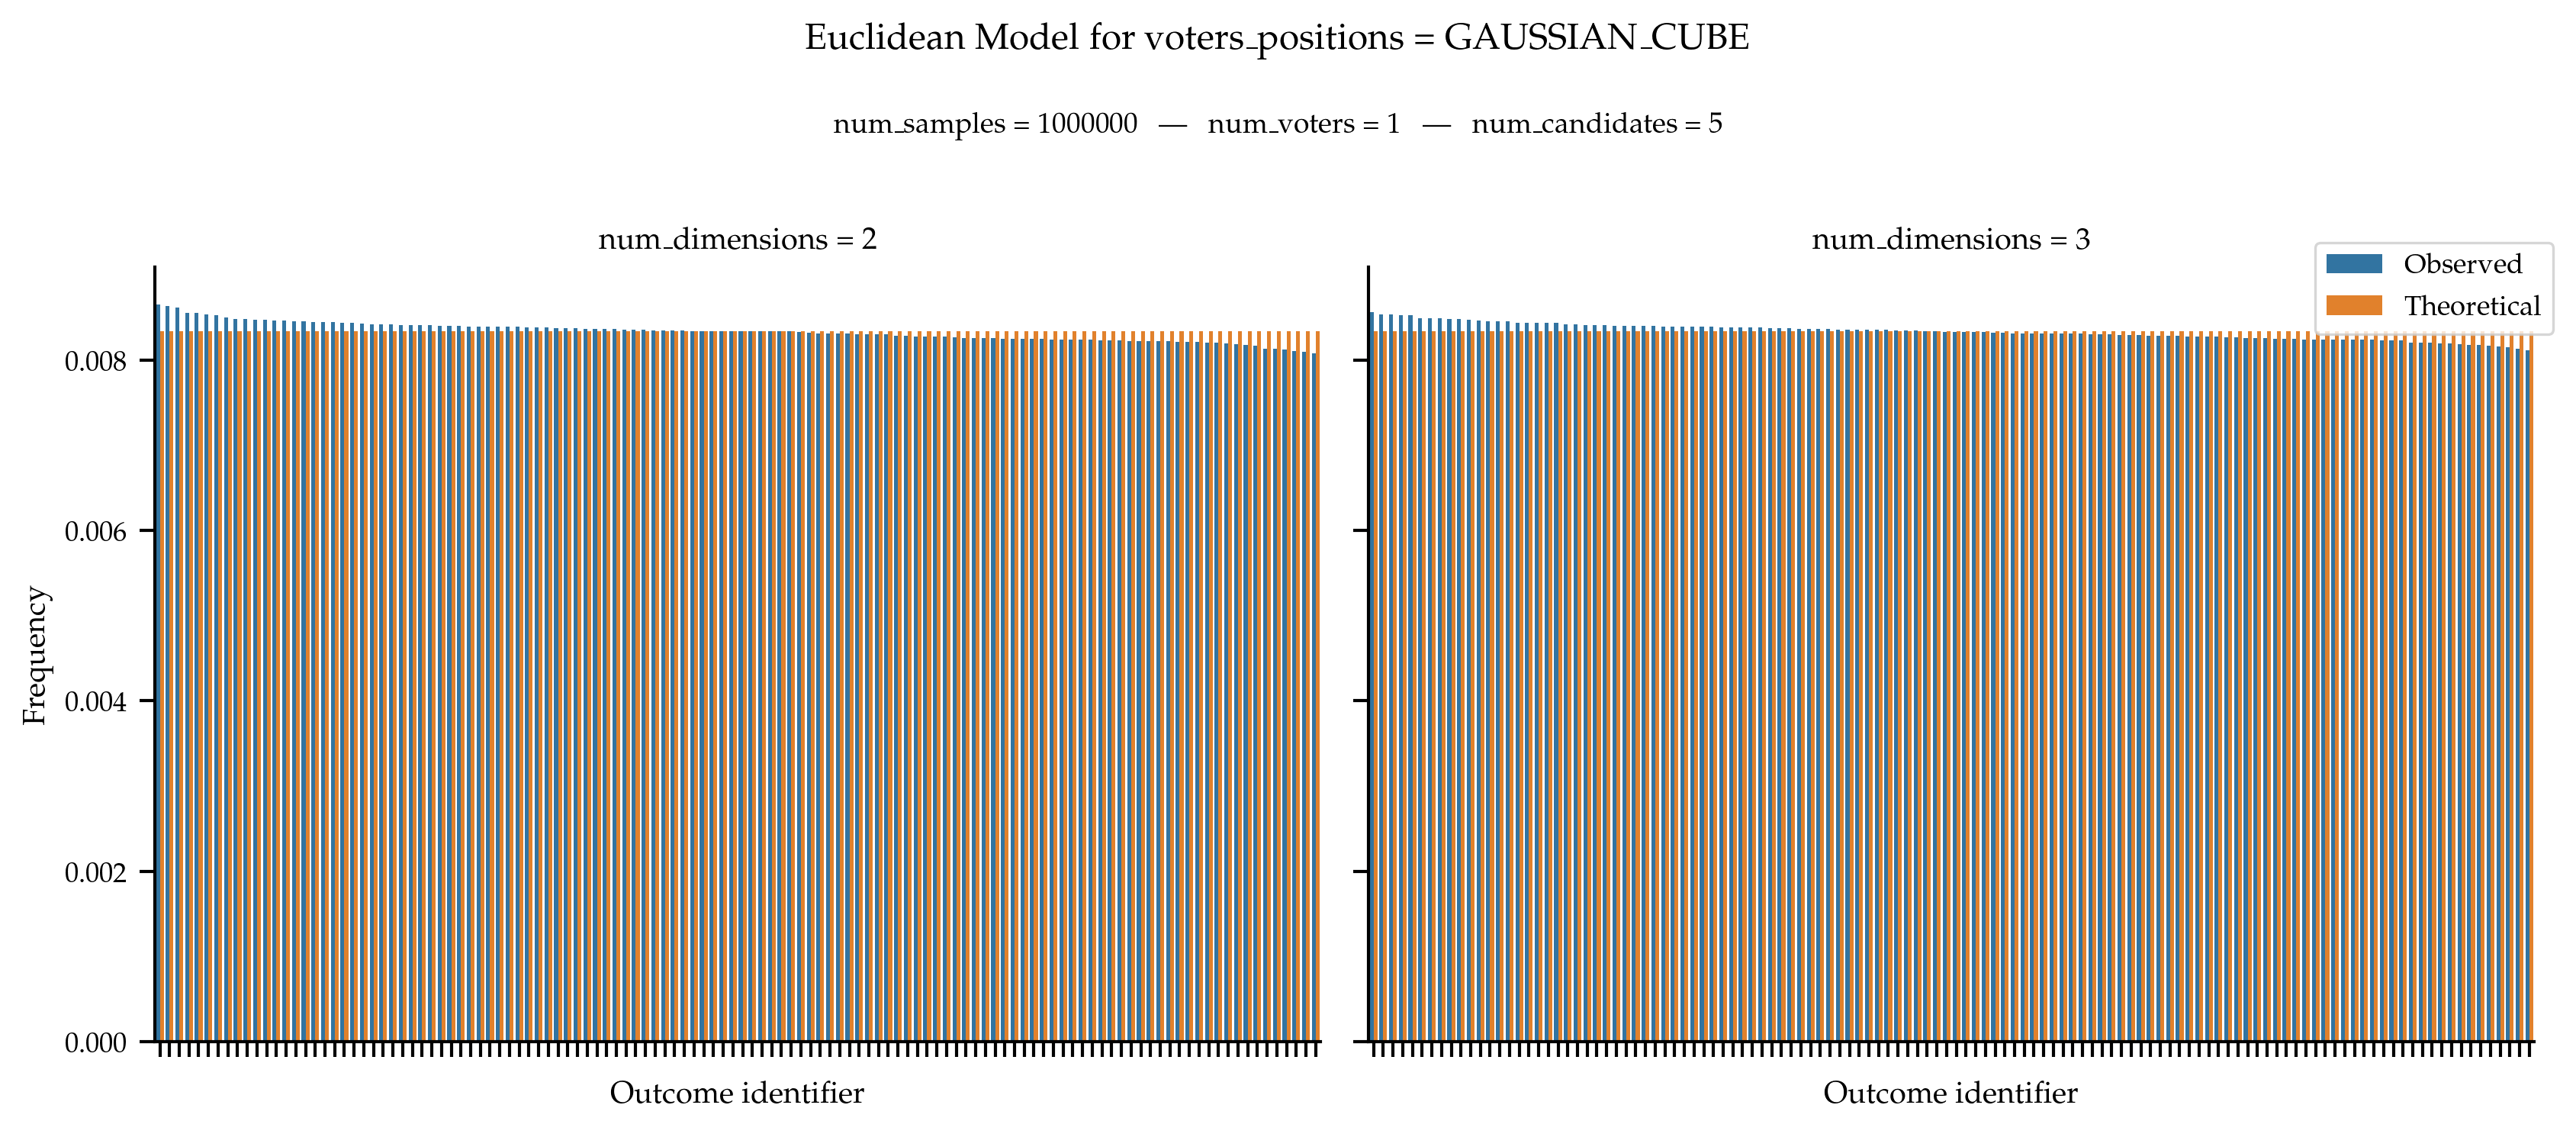 Euclidean Model for voters_positions = GAUSSIAN_CUBE
num_samples = 1000000 — num_voters = 1 — num_candidates = 5
num_dimensions = 2
num_dimensions = 3
Observed
Theoretical
Frequency
0.008
0.006
0.004
0.002
0.000
Outcome identifier
Outcome identifier